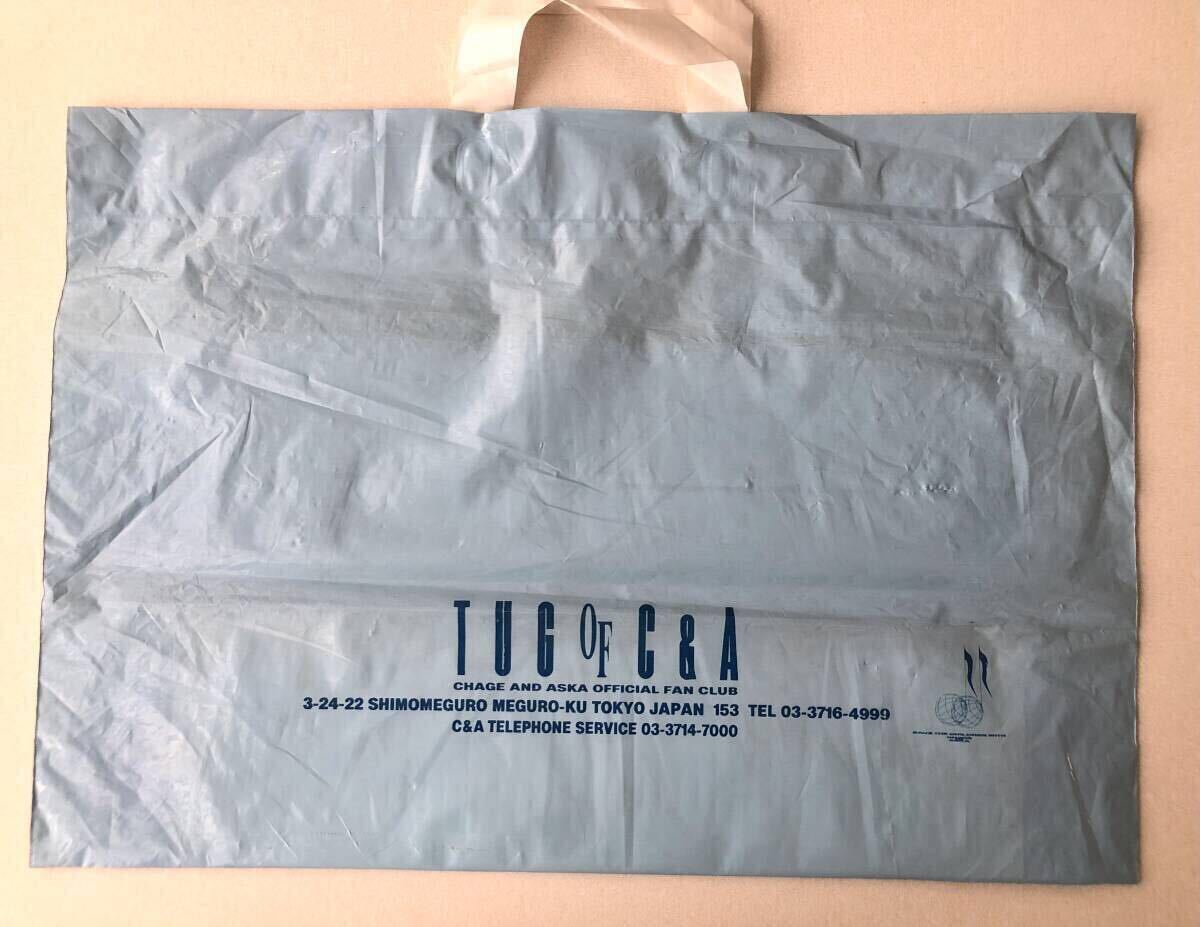 TUG OF C&A
CHAGE AND ASKA OFFICIAL FAN CLUB
3-24-22 SHIMOMEGURO MEGURO-KU TOKYO JAPAN 153 TEL 03-3716-4999
C&A TELEPHONE SERVICE 03-3714-7000